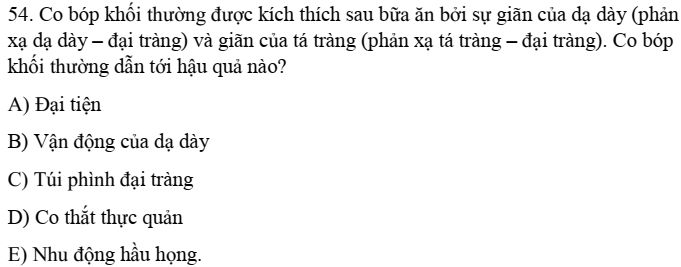 54. Co bóp khối thường được kích thích sau bữa ăn bởi sự giãn của dạ dày (phản
xạ dạ dày – đại tràng) và giãn của tá tràng (phản xạ tá tràng – đại tràng). Co bóp
khối thường dẫn tới hậu quả nào?
A) Đại tiện
B) Vận động của dạ dày
C) Túi phình đại tràng
D) Co thắt thực quản
E) Nhu động hầu họng.